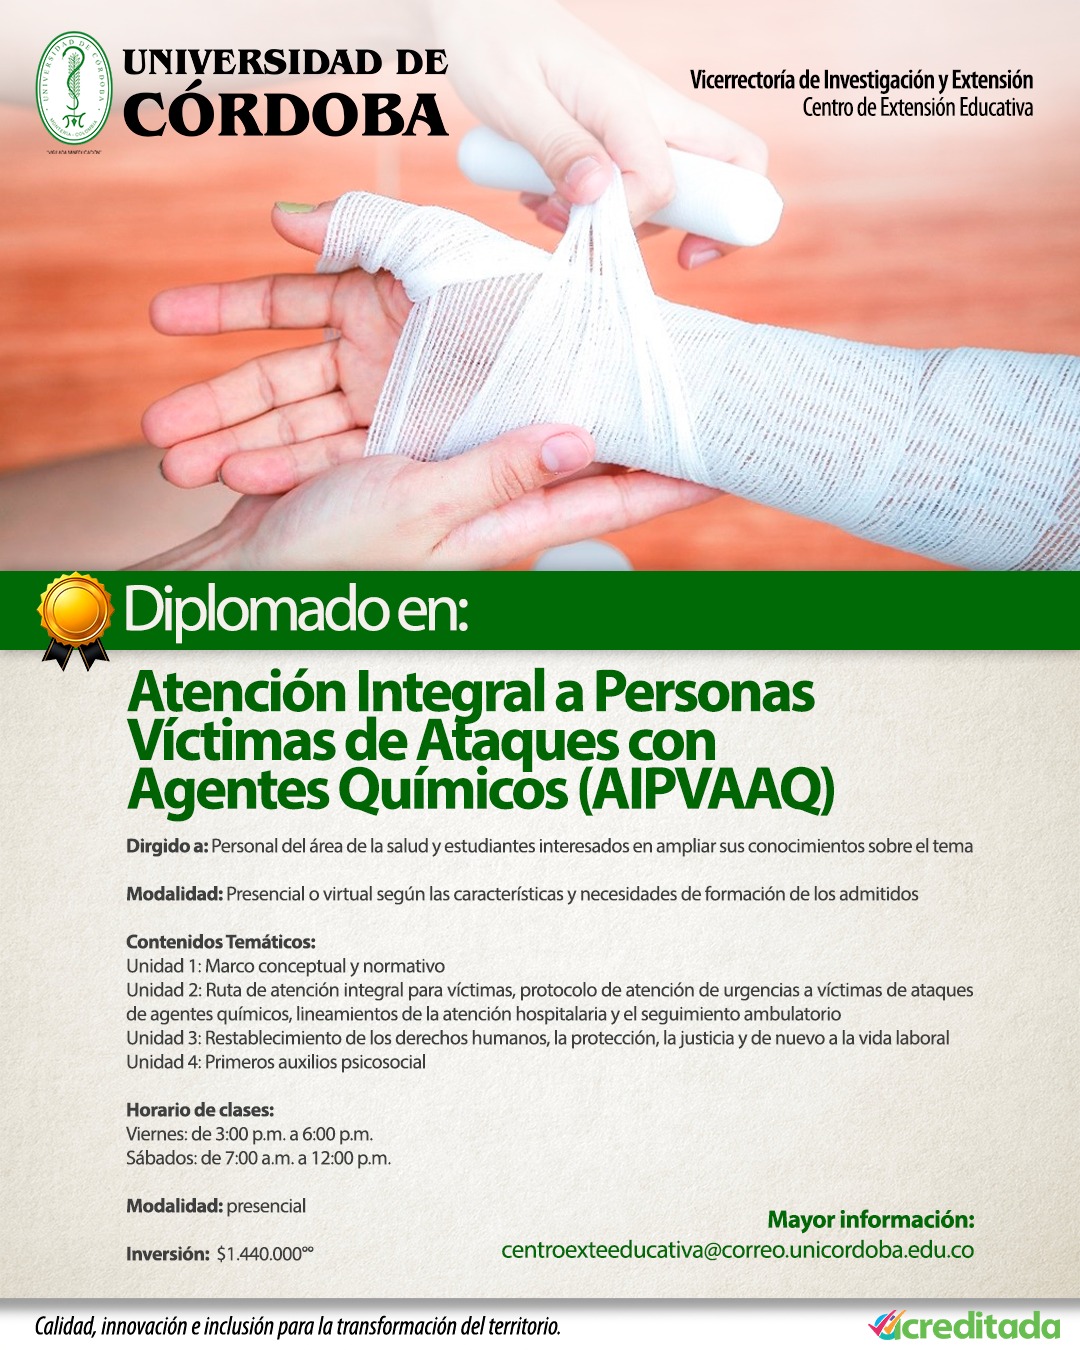 UNIVERSIDAD DE
CÓRDOBA
Vicerrectoría de Investigación y Extensión
Centro de Extensión Educativa
UNIVERSIDAD DE CÓRDOBA
MONTERÍA - COLOMBIA
Diplomado en:
Atención Integral a Personas
Víctimas de Ataques con
Agentes Químicos (AIPVAAQ)
Dirgido a: Personal del área de la salud y estudiantes interesados en ampliar sus conocimientos sobre el tema
Modalidad: Presencial o virtual según las características y necesidades de formación de los admitidos
Contenidos Temáticos:
Unidad 1: Marco conceptual y normativo
Unidad 2: Ruta de atención integral para víctimas, protocolo de atención de urgencias a víctimas de ataques
de agentes químicos, lineamientos de la atención hospitalaria y el seguimiento ambulatorio
Unidad 3: Restablecimiento de los derechos humanos, la protección, la justicia y de nuevo a la vida laboral
Unidad 4: Primeros auxilios psicosocial
Horario de clases:
Viernes: de 3:00 p.m. a 6:00 p.m.
Sábados: de 7:00 a.m. a 12:00 p.m.
Modalidad: presencial
Inversión: $1.440.000°°
Mayor información:
centroexteeducativa@correo.unicordoba.edu.co
Calidad, innovación e inclusión para la transformación del territorio.
acreditada